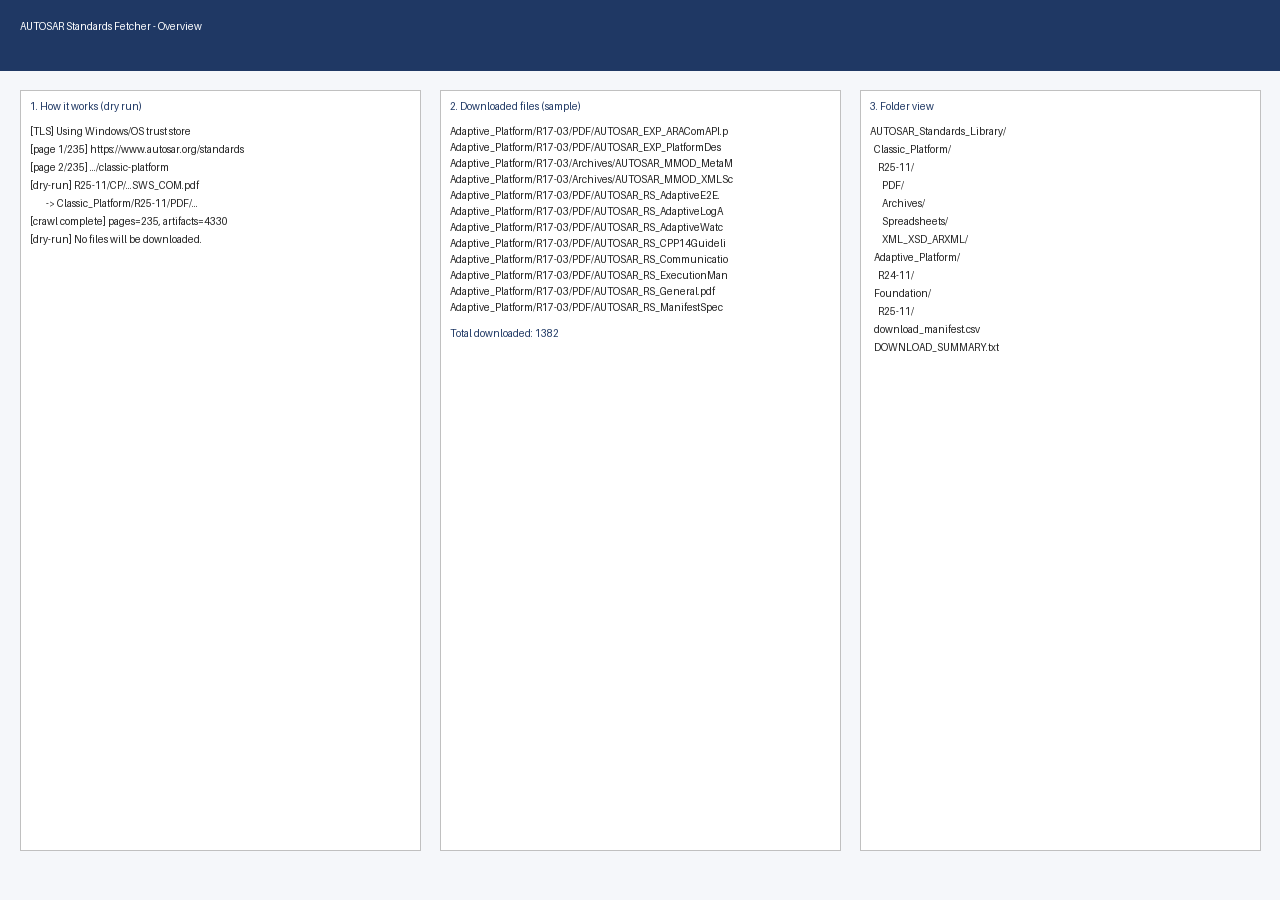 AUTOSAR Standards Fetcher - Overview
1. How it works (dry run)
[TLS] Using Windows/OS trust store
[page 1/235] https://www.autosar.org/standards
[page 2/235] .../classic-platform
[dry-run] R25-11/CP/...SWS_COM.pdf
-> Classic_Platform/R25-11/PDF/...
[crawl complete] pages=235, artifacts=4330
[dry-run] No files will be downloaded.
2. Downloaded files (sample)
Adaptive_Platform/R17-03/PDF/AUTOSAR_EXP_ARAComAPI.p
Adaptive_Platform/R17-03/PDF/AUTOSAR_EXP_PlatformDes
Adaptive_Platform/R17-03/Archives/AUTOSAR_MMOD_MetaM
Adaptive_Platform/R17-03/Archives/AUTOSAR_MMOD_XMLSc
Adaptive_Platform/R17-03/PDF/AUTOSAR_RS_AdaptiveE2E.
Adaptive_Platform/R17-03/PDF/AUTOSAR_RS_AdaptiveLogA
Adaptive_Platform/R17-03/PDF/AUTOSAR_RS_AdaptiveWatc
Adaptive_Platform/R17-03/PDF/AUTOSAR_RS_CPP14Guideli
Adaptive_Platform/R17-03/PDF/AUTOSAR_RS_Communicatio
Adaptive_Platform/R17-03/PDF/AUTOSAR_RS_ExecutionMan
Adaptive_Platform/R17-03/PDF/AUTOSAR_RS_General.pdf
Adaptive_Platform/R17-03/PDF/AUTOSAR_RS_ManifestSpec
Total downloaded: 1382
3. Folder view
AUTOSAR_Standards_Library/
Classic_Platform/
R25-11/
PDF/
Archives/
Spreadsheets/
XML_XSD_ARXML/
Adaptive_Platform/
R24-11/
Foundation/
R25-11/
download_manifest.csv
DOWNLOAD_SUMMARY.txt